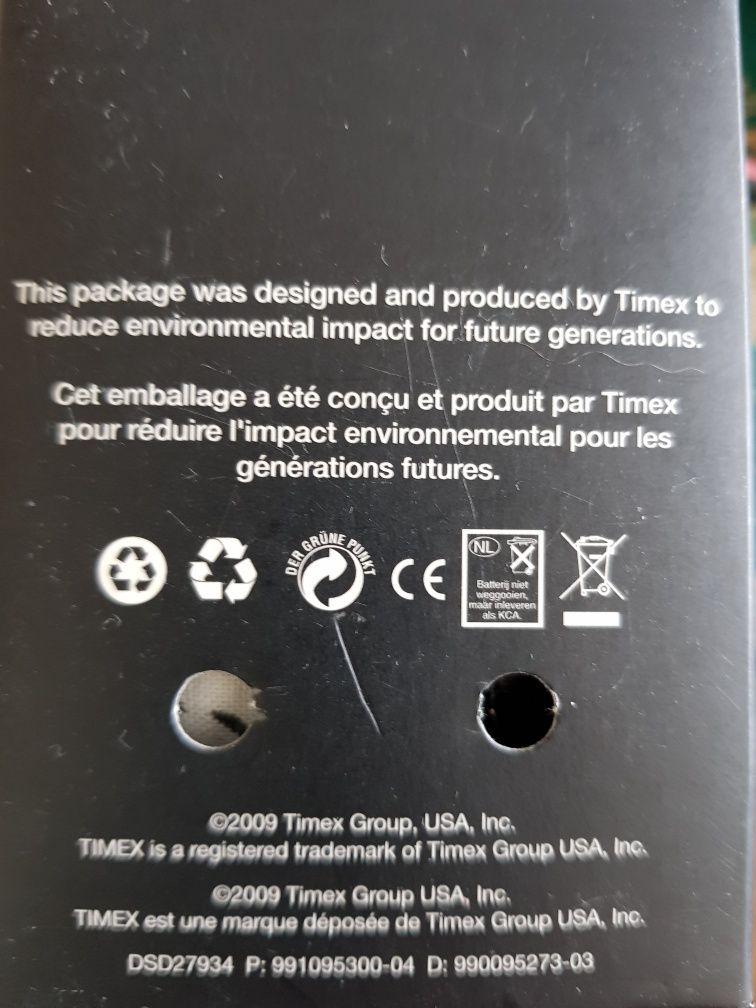 This package was designed and produced by Timex to
reduce environmental impact for future generations.
Cet emballage a été conçu et produit par Timex
pour réduire l'impact environnemental pour les
générations futures.
DER GRÜNE PUNKT
CE
NL
Batterij niet
weggooien,
maar inleveren
als KCA.
©2009 Timex Group, USA, Inc.
TIMEX is a registered trademark of Timex Group USA, Inc.
©2009 Timex Group USA, Inc.
TIMEX est une marque déposée de Timex Group USA, Inc.
DSD27934 P: 991095300-04 D: 990095273-03